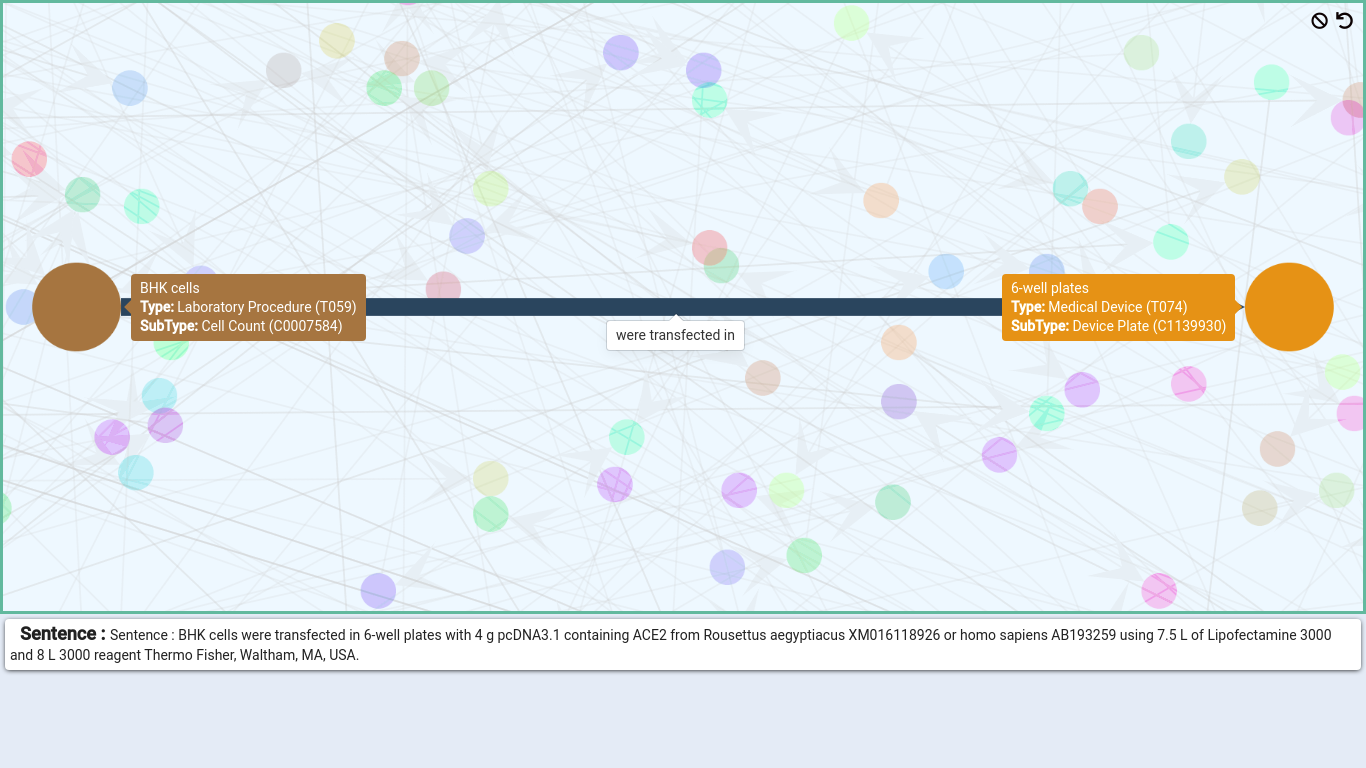 BHK cells
Type: Laboratory Procedure (T059)
SubType: Cell Count (C0007584)
6-well plates
Type: Medical Device (T074)
SubType: Device Plate (C1139930)
were transfected in
Sentence : Sentence : BHK cells were transfected in 6-well plates with 4 g pcDNA3.1 containing ACE2 from Rousettus aegyptiacus XM016118926 or homo sapiens AB193259 using 7.5 L of Lipofectamine 3000
and 8 L 3000 reagent Thermo Fisher, Waltham, MA, USA.